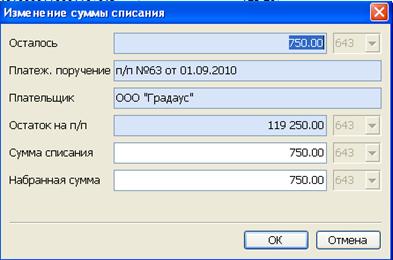 Изменение суммы списания
Осталось 750.00 643
Платеж. поручение п/п №63 от 01.09.2010
Плательщик ООО "Градаус"
Остаток на п/п 119 250.00 643
Сумма списания 750.00 643
Набранная сумма 750.00 643
ОК Отмена